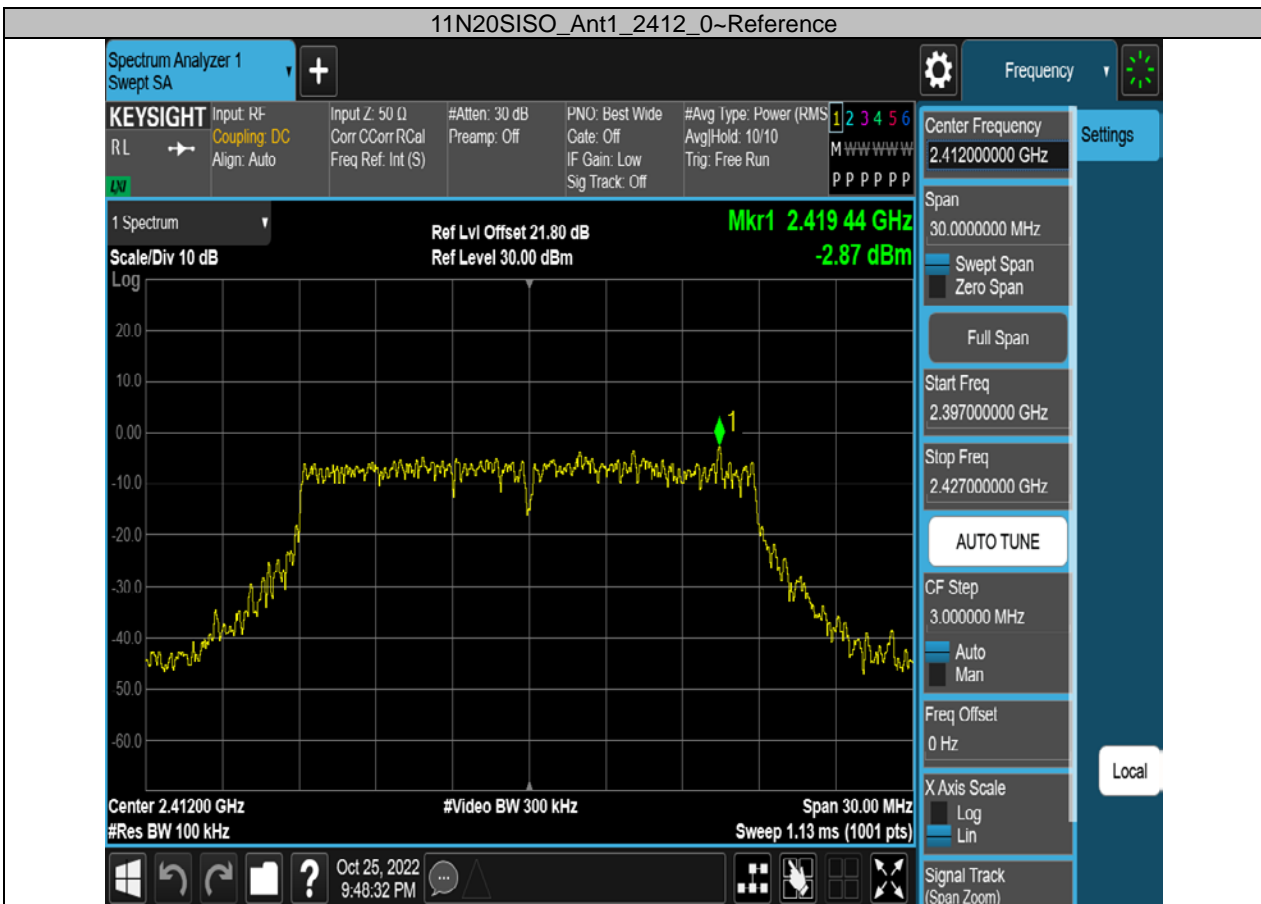 11N20SISO_Ant1_2412_0~Reference
Spectrum Analyzer 1
Swept SA
+
Frequency
KEYSIGHT
RL
LXI
Input: RF
Coupling: DC
Align: Auto
Input Z: 50 Ω
Corr CCorr RCal
Freq Ref: Int (S)
#Atten: 30 dB
Preamp: Off
PNO: Best Wide
Gate: Off
IF Gain: Low
Sig Track: Off
#Avg Type: Power (RMS
Avg|Hold: 10/10
Trig: Free Run
1 2 3 4 5 6
M W W W W W
P P P P P P
1 Spectrum
Scale/Div 10 dB
Ref Lvl Offset 21.80 dB
Ref Level 30.00 dBm
Mkr1 2.419 44 GHz
-2.87 dBm
Log
20.0
10.0
0.00
-10.0
-20.0
-30.0
-40.0
-50.0
-60.0
1
Center 2.41200 GHz
#Res BW 100 kHz
#Video BW 300 kHz
Span 30.00 MHz
Sweep 1.13 ms (1001 pts)
Center Frequency
2.412000000 GHz
Span
30.0000000 MHz
Swept Span
Zero Span
Full Span
Start Freq
2.397000000 GHz
Stop Freq
2.427000000 GHz
AUTO TUNE
CF Step
3.000000 MHz
Auto
Man
Freq Offset
0 Hz
X Axis Scale
Log
Lin
Signal Track
(Span Zoom)
Settings
Local
?
Oct 25, 2022
9:48:32 PM